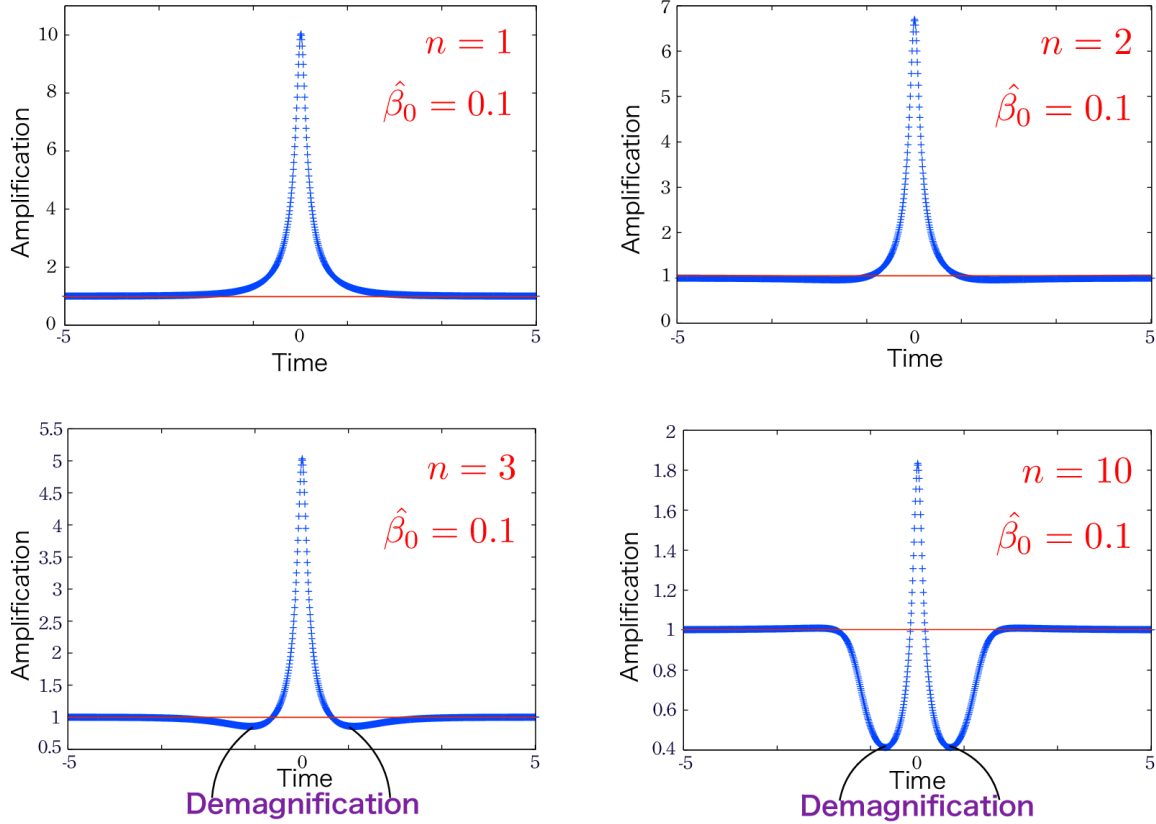 10
8
6
4
2
0
Amplification
n = 1
β̂₀ = 0.1
-5
0
5
Time
7
6
5
4
3
2
1
0
Amplification
n = 2
β̂₀ = 0.1
-5
0
5
Time
5.5
5
4.5
4
3.5
3
2.5
2
1.5
1
0.5
Amplification
n = 3
β̂₀ = 0.1
-5
0
5
Time
Demagnification
2
1.8
1.6
1.4
1.2
1
0.8
0.6
0.4
Amplification
n = 10
β̂₀ = 0.1
-5
0
5
Time
Demagnification